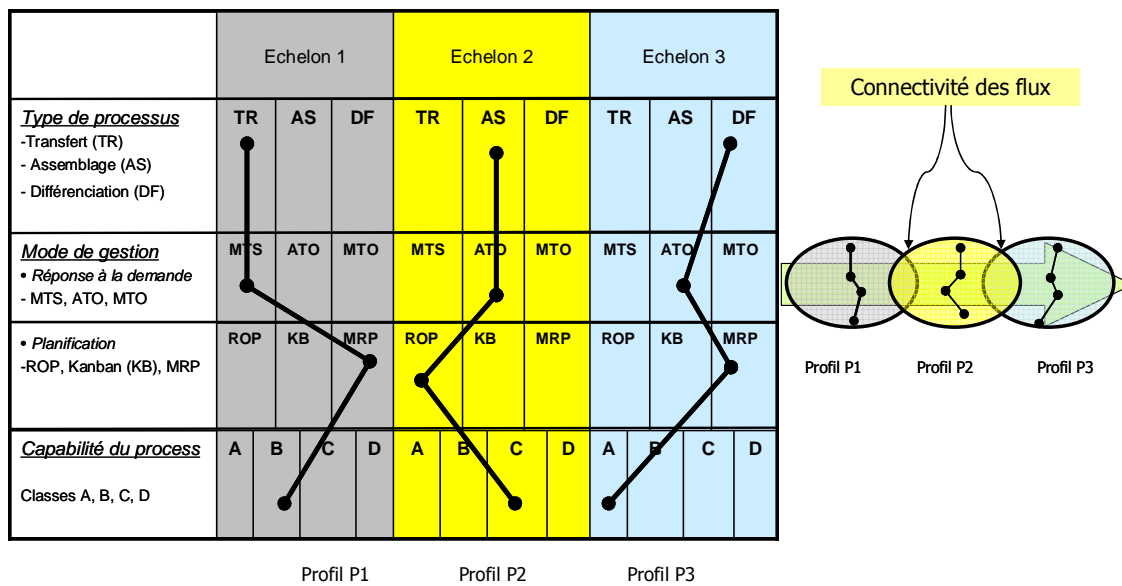 Echelon 1 Echelon 2 Echelon 3
Connectivité des flux
Type de processus
-Transfert (TR)
- Assemblage (AS)
- Différenciation (DF)
TR AS DF TR AS DF TR AS DF
Mode de gestion
• Réponse à la demande
- MTS, ATO, MTO
MTS ATO MTO MTS ATO MTO MTS ATO MTO
• Planification
-ROP, Kanban (KB), MRP
ROP KB MRP ROP KB MRP ROP KB MRP
Capabilité du process
Classes A, B, C, D
A B C D A B C D A B C D
Profil P1 Profil P2 Profil P3
Profil P1 Profil P2 Profil P3